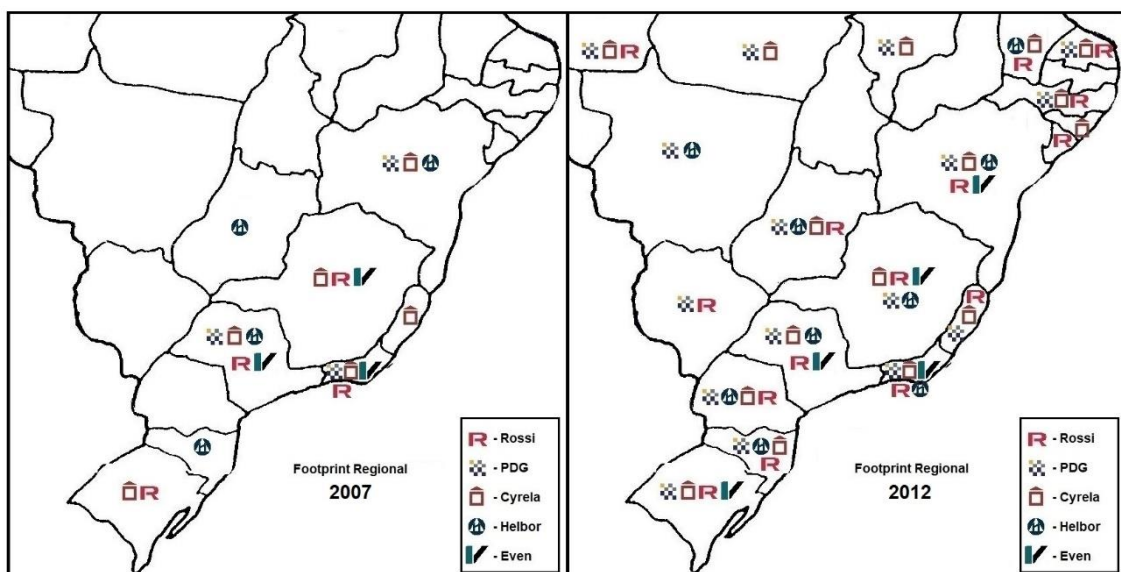 Footprint Regional
2007
R - Rossi
- PDG
- Cyrela
- Helbor
- Even
Footprint Regional
2012
R - Rossi
- PDG
- Cyrela
- Helbor
- Even